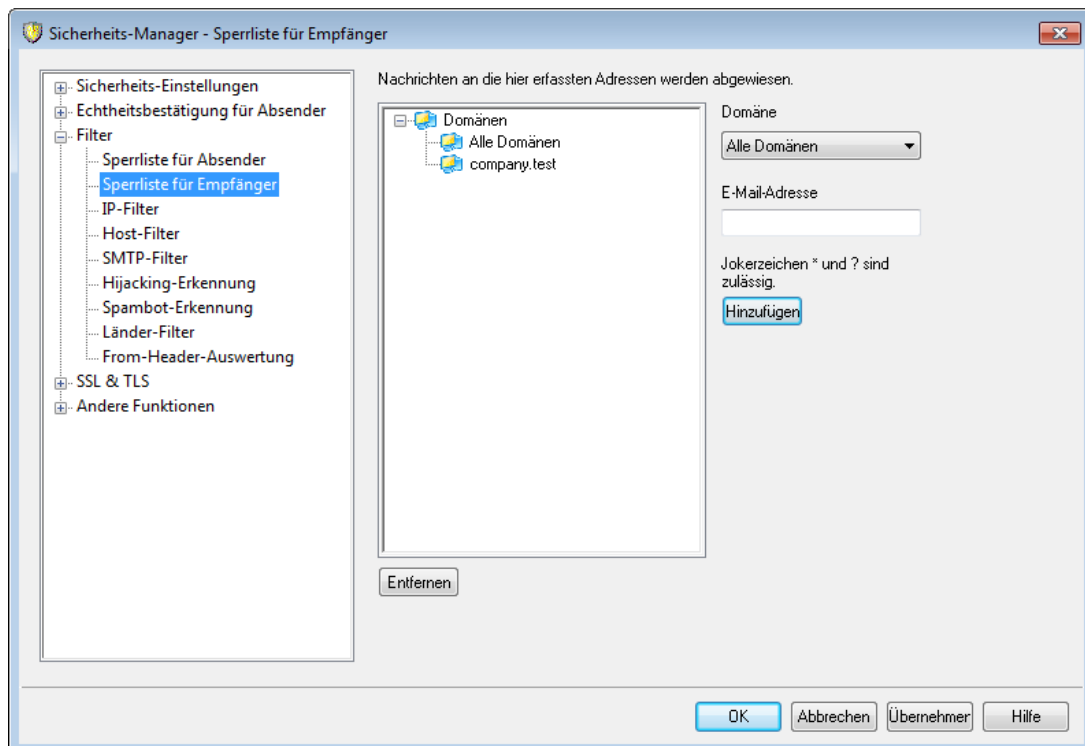 Sicherheits-Manager - Sperrliste für Empfänger
Sicherheits-Einstellungen
Echtheitsbestätigung für Absender
Filter
Sperrliste für Absender
Sperrliste für Empfänger
IP-Filter
Host-Filter
SMTP-Filter
Hijacking-Erkennung
Spambot-Erkennung
Länder-Filter
From-Header-Auswertung
SSL & TLS
Andere Funktionen
Nachrichten an die hier erfassten Adressen werden abgewiesen.
Domänen
Alle Domänen
company.test
Entfernen
Domäne
Alle Domänen
E-Mail-Adresse
Jokerzeichen * und ? sind
zulässig.
Hinzufügen
OK
Abbrechen
Übernehmer
Hilfe